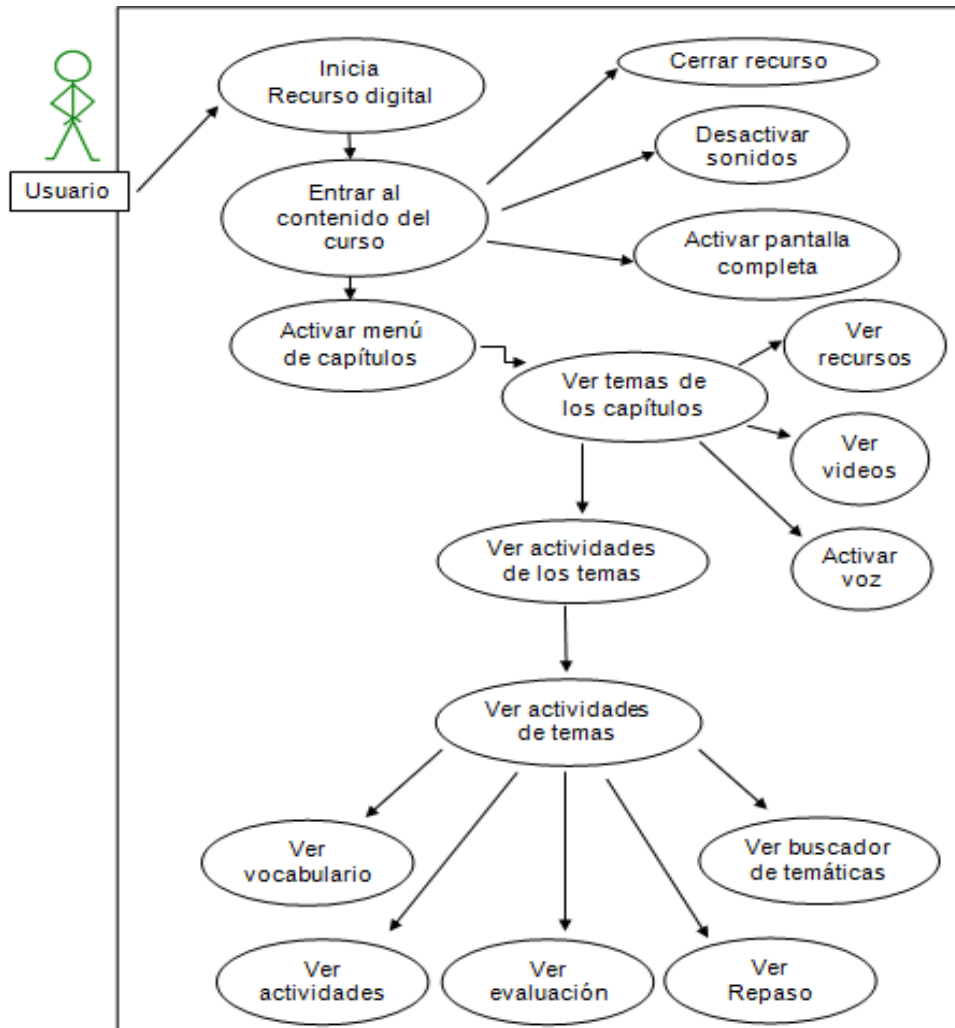 Inicia
Recurso digital
Cerrar recurso
Desactivar
sonidos
Usuario
Entrar al
contenido del
curso
Activar pantalla
completa
Activar menú
de capítulos
Ver
recursos
Ver temas de
los capítulos
Ver
videos
Ver actividades
de los temas
Activar
voz
Ver actividades
de temas
Ver
vocabulario
Ver buscador
de temáticas
Ver
actividades
Ver
evaluación
Ver
Repaso